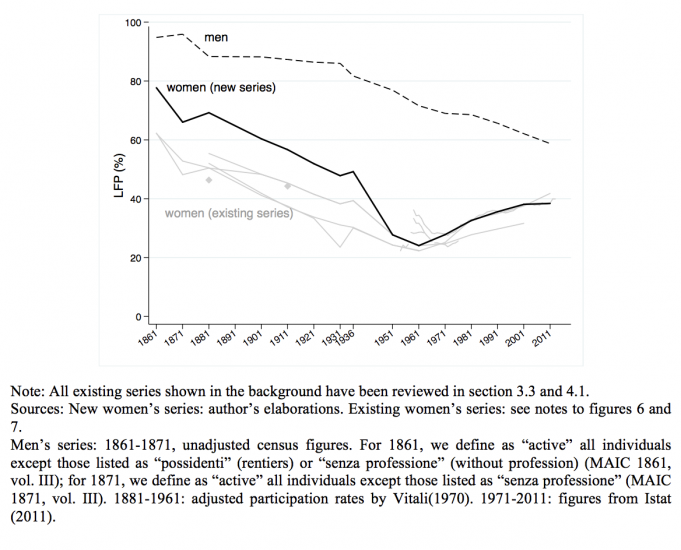 100
men
80
women (new series)
60
LFP (%)
40
women (existing series)
20
0
1861
1871
1881
1891
1901
1911
1921
1931
1936
1951
1961
1971
1981
1991
2001
2011
Note: All existing series shown in the background have been reviewed in section 3.3 and 4.1.
Sources: New women’s series: author’s elaborations. Existing women’s series: see notes to figures 6 and
7.
Men’s series: 1861-1871, unadjusted census figures. For 1861, we define as “active” all individuals
except those listed as “possidenti” (rentiers) or “senza professione” (without profession) (MAIC 1861,
vol. III); for 1871, we define as “active” all individuals except those listed as “senza professione” (MAIC
1871, vol. III). 1881-1961: adjusted participation rates by Vitali(1970). 1971-2011: figures from Istat
(2011).